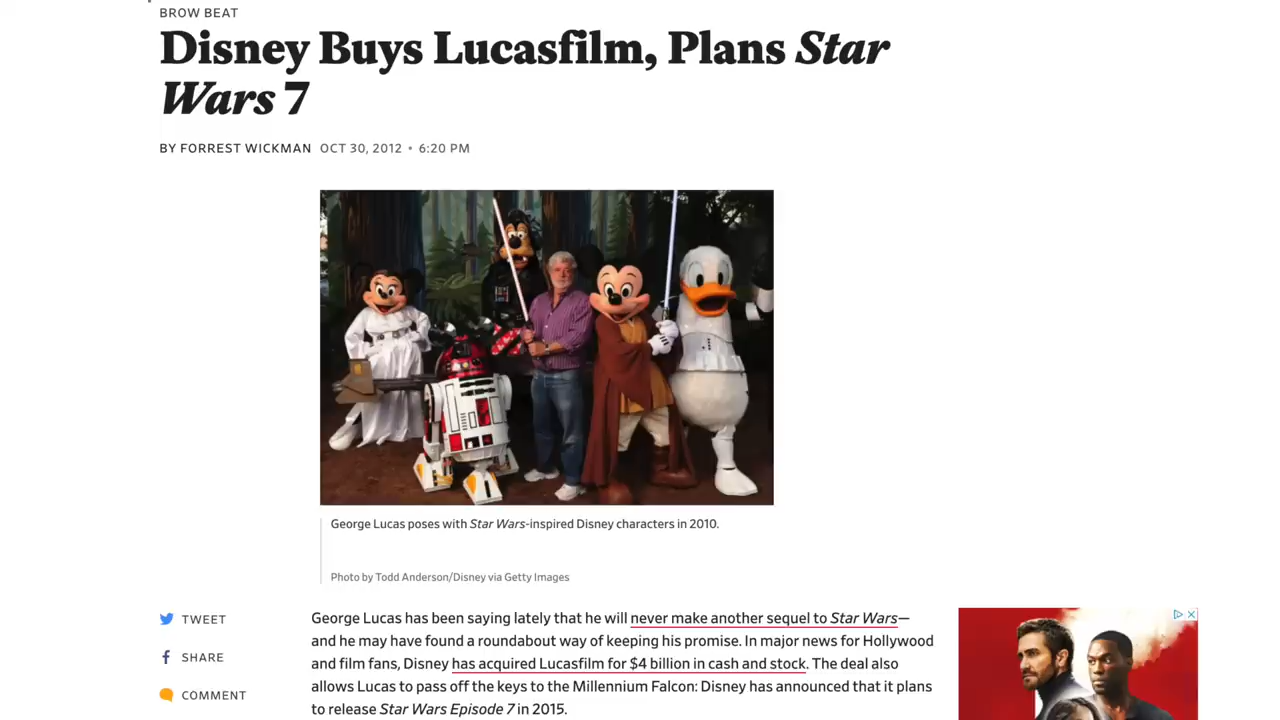 BROW BEAT
Disney Buys Lucasfilm, Plans Star
Wars 7
BY FORREST WICKMAN OCT 30, 2012 • 6:20 PM
George Lucas poses with Star Wars-inspired Disney characters in 2010.
Photo by Todd Anderson/Disney via Getty Images
TWEET
SHARE
COMMENT
George Lucas has been saying lately that he will never make another sequel to Star Wars—
and he may have found a roundabout way of keeping his promise. In major news for Hollywood
and film fans, Disney has acquired Lucasfilm for $4 billion in cash and stock. The deal also
allows Lucas to pass off the keys to the Millennium Falcon: Disney has announced that it plans
to release Star Wars Episode 7 in 2015.